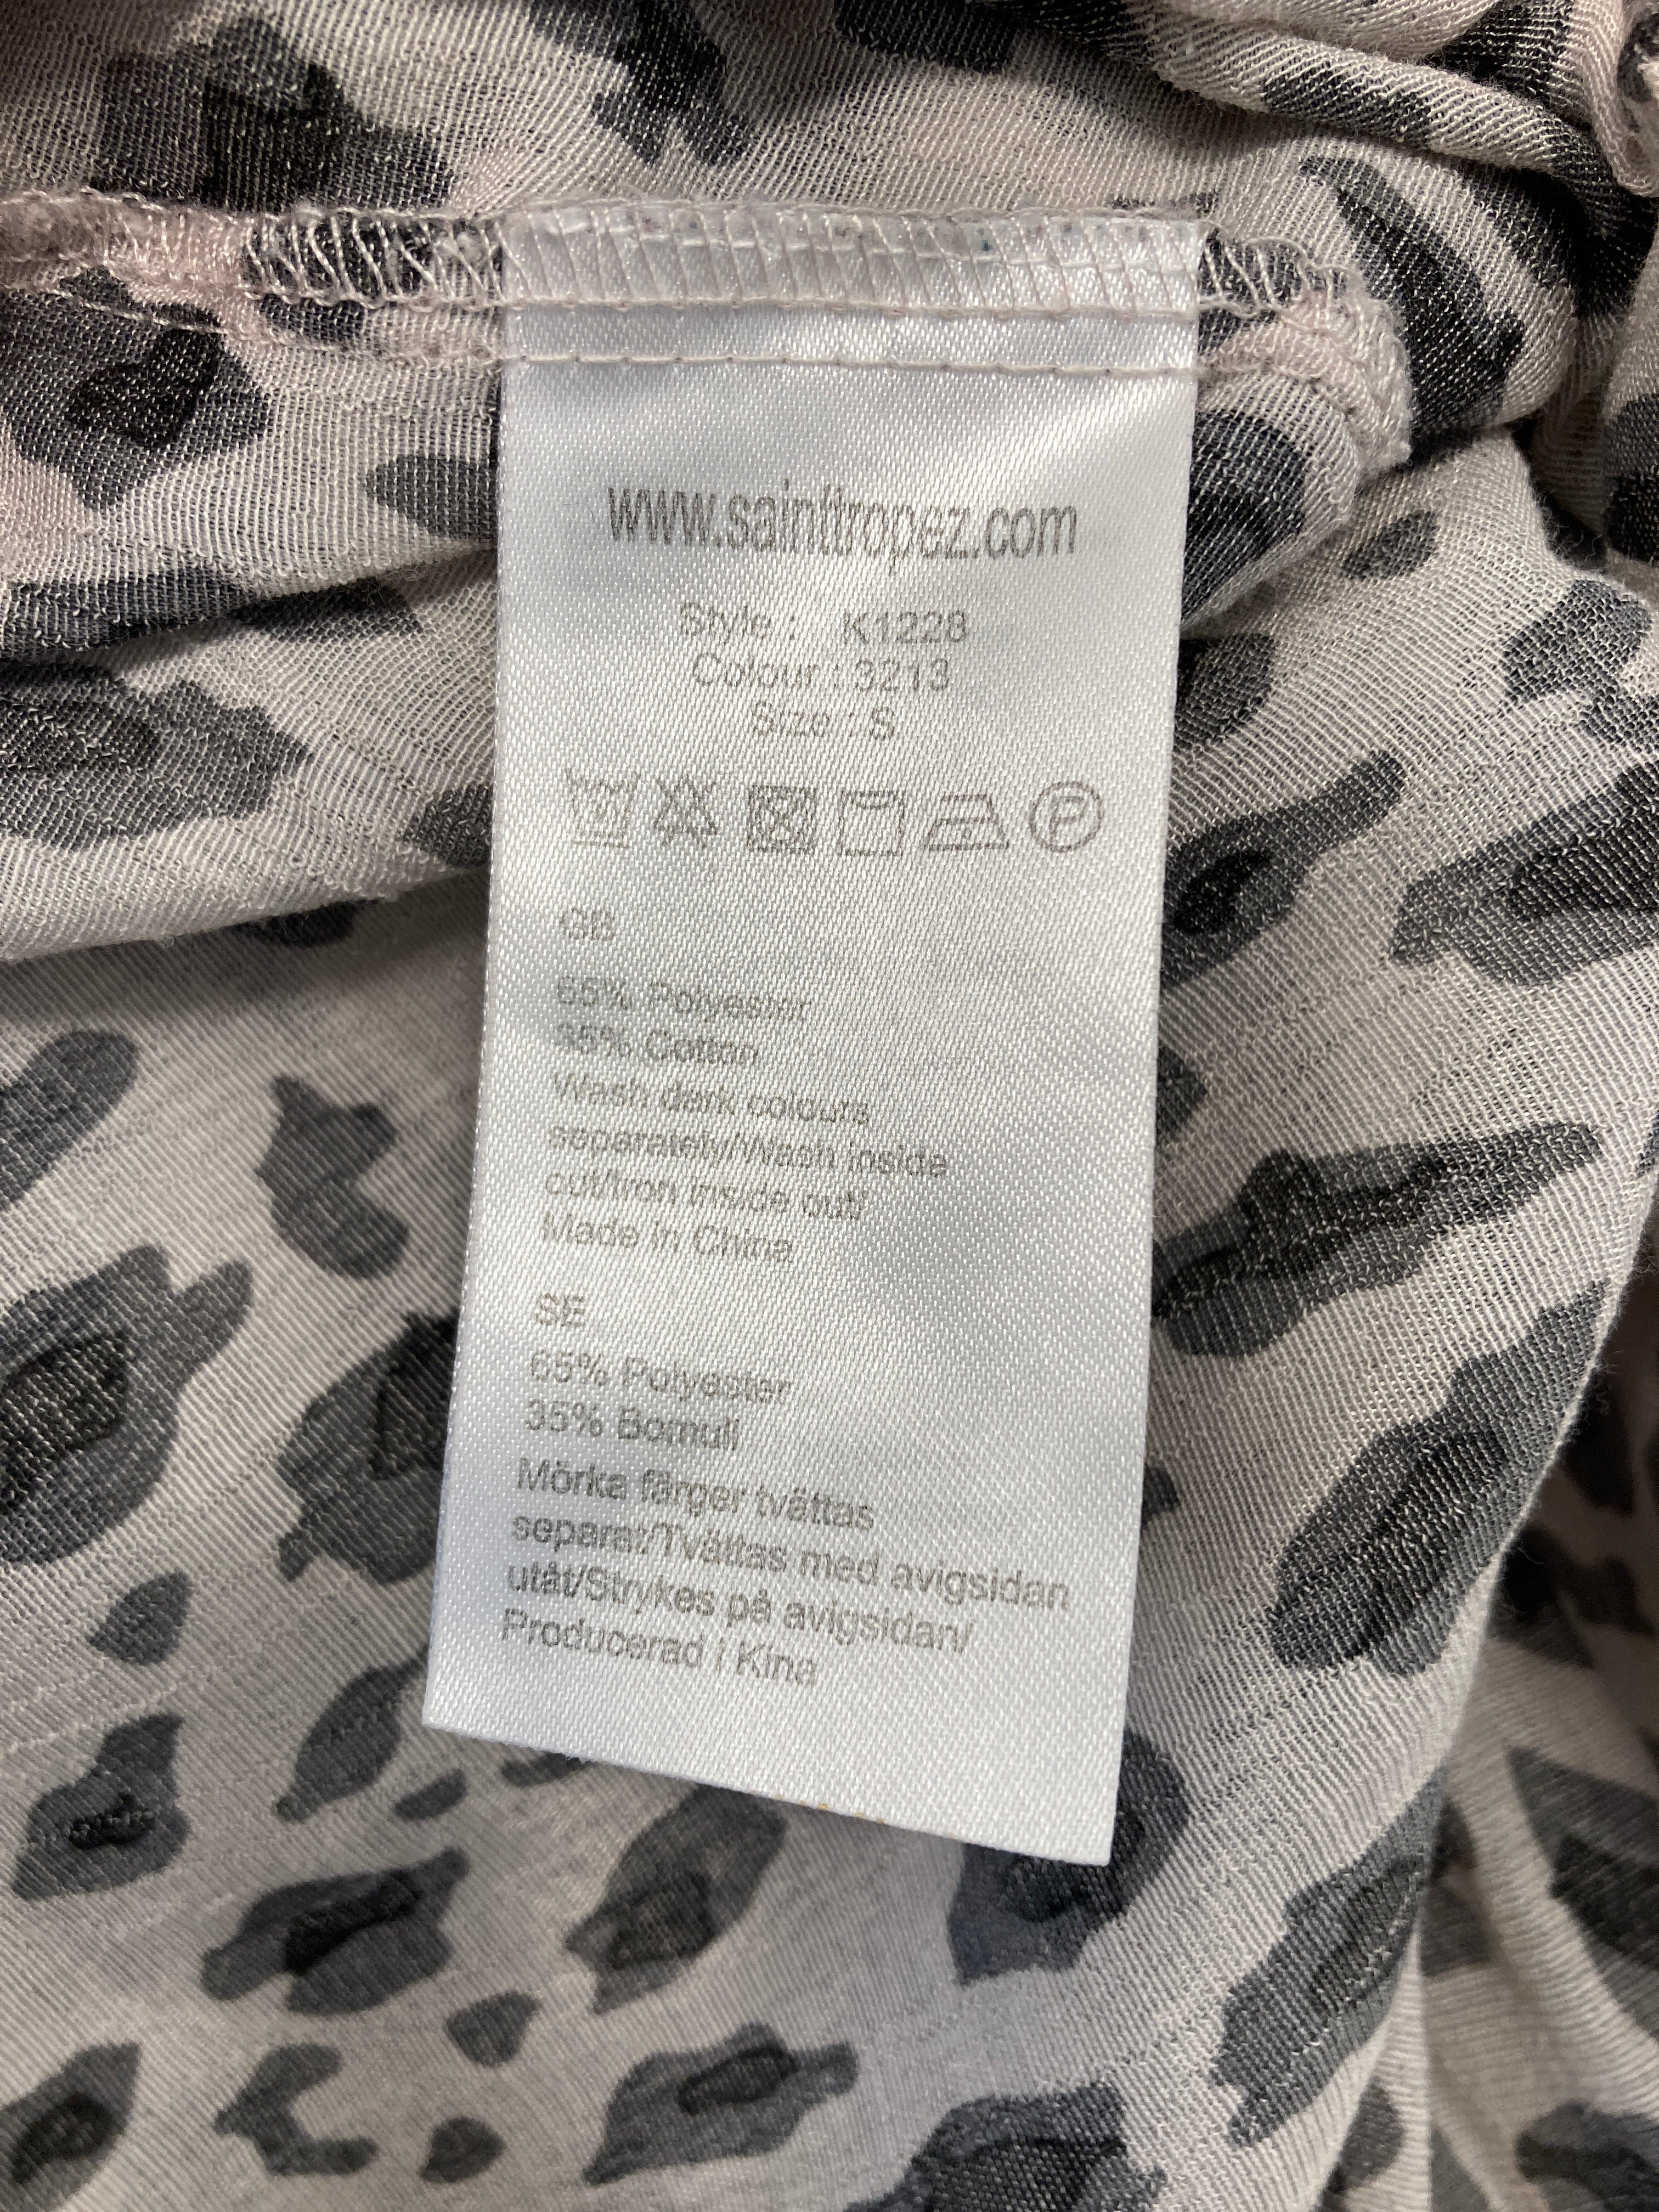 www.sainttropez.com
Style : K1228
Colour : 3213
Size : S
P
GB
65% Polyester
35% Cotton
Wash dark colours
separately/Wash inside
out/Iron inside out/
Made in China
SE
65% Polyester
35% Bomull
Mörka färger tvättas
separat/Tvättas med avigsidan
utåt/Strykes på avigsidan/
Producerad i Kina